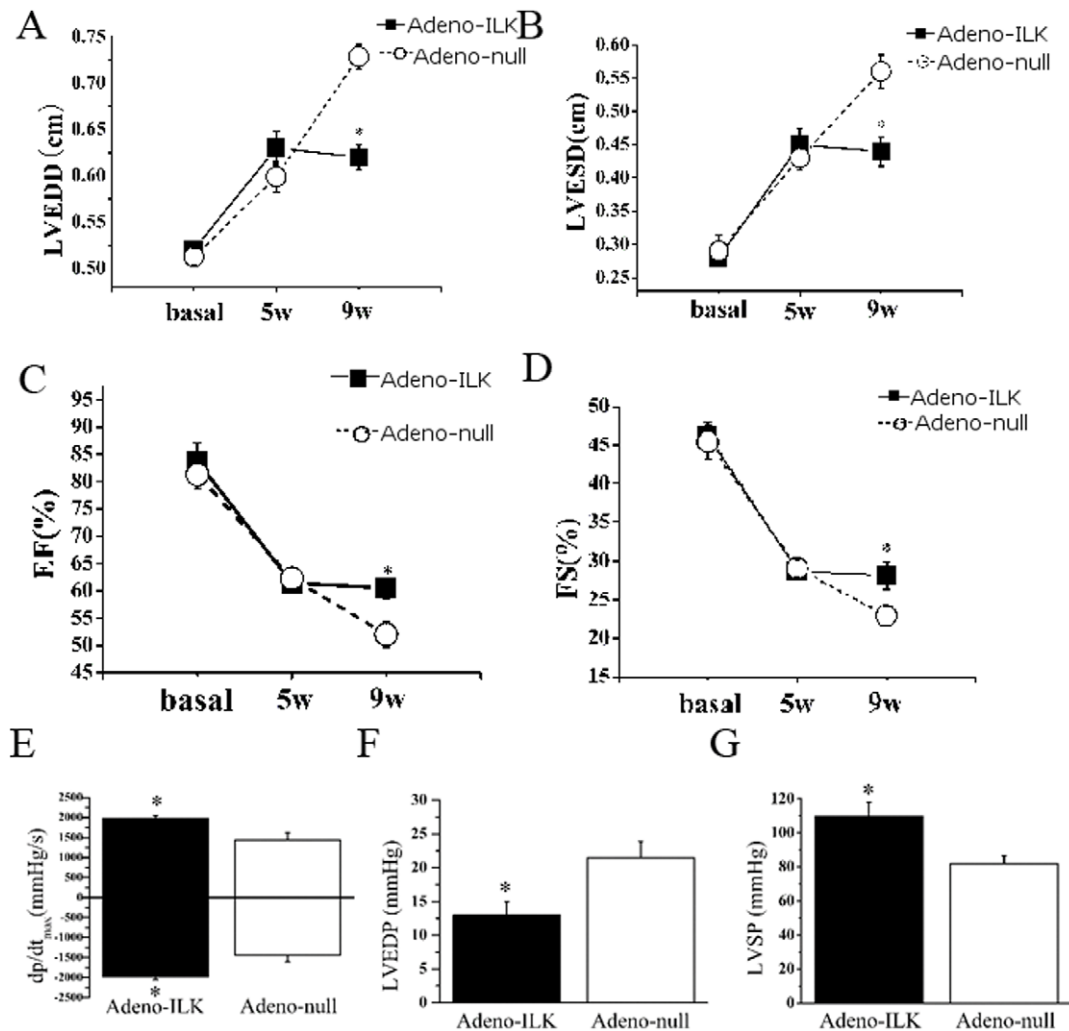 A
Adeno-ILK
Adeno-null
LVEDD (cm)
0.75
0.70
0.65
0.60
0.55
0.50
*
basal 5w 9w
B
Adeno-ILK
Adeno-null
LVESD(cm)
0.60
0.55
0.50
0.45
0.40
0.35
0.30
0.25
*
basal 5w 9w
C
Adeno-ILK
Adeno-null
EF(%)
95
90
85
80
75
70
65
60
55
50
45
*
basal 5w 9w
D
Adeno-ILK
Adeno-null
FS(%)
50
45
40
35
30
25
20
15
*
basal 5w 9w
E
dp/dtmax(mmHg/s)
2500
2000
1500
1000
500
0
-500
-1000
-1500
-2000
-2500
*
*
Adeno-ILK Adeno-null
F
LVEDP (mmHg)
30
25
20
15
10
5
0
*
Adeno-ILK Adeno-null
G
LVSP (mmHg)
120
100
80
60
40
20
0
*
Adeno-ILK Adeno-null